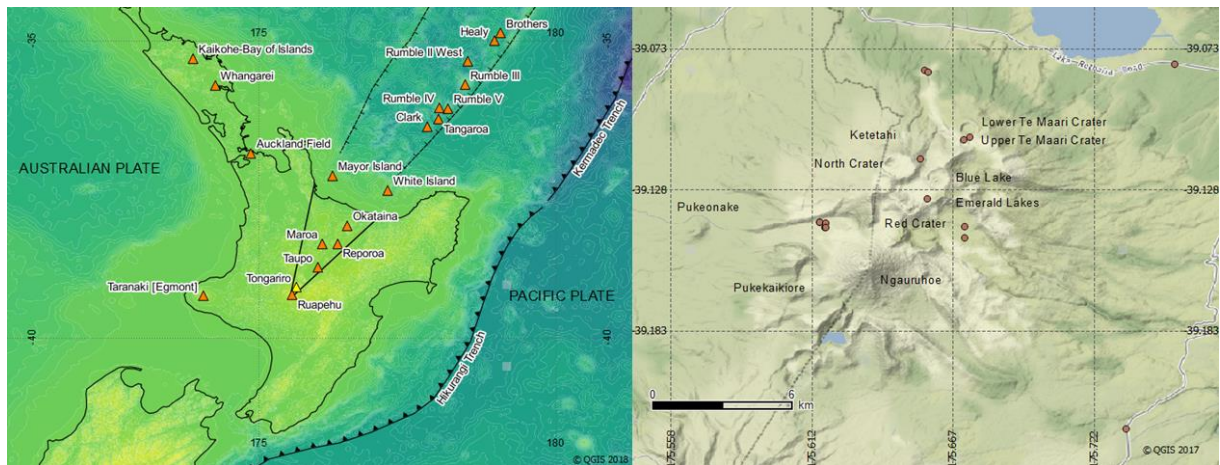 175
180
Brothers
Healy
-35
-35
Kaikohe-Bay of Islands
Rumble II West
Whangarei
Rumble III
Rumble IV
Rumble V
Clark
Tangaroa
Kermadec Trench
AUSTRALIAN PLATE
Auckland Field
Mayor Island
White Island
Okataina
Maroa
Reporoa
Taupo
Tongariro
Taranaki [Egmont]
Ruapehu
PACIFIC PLATE
-40
-40
Hikurangi Trench
175
180
© QGIS 2018
-39.073
-39.073
Lake Rotoaira Road
Lower Te Maari Crater
Ketetahi
Upper Te Maari Crater
North Crater
Blue Lake
-39.128
-39.128
Emerald Lakes
Pukeonake
Red Crater
Ngauruhoe
Pukekaikiore
-39.183
-39.183
0
6
km
175.558
175.612
175.667
175.722
© QGIS 2017